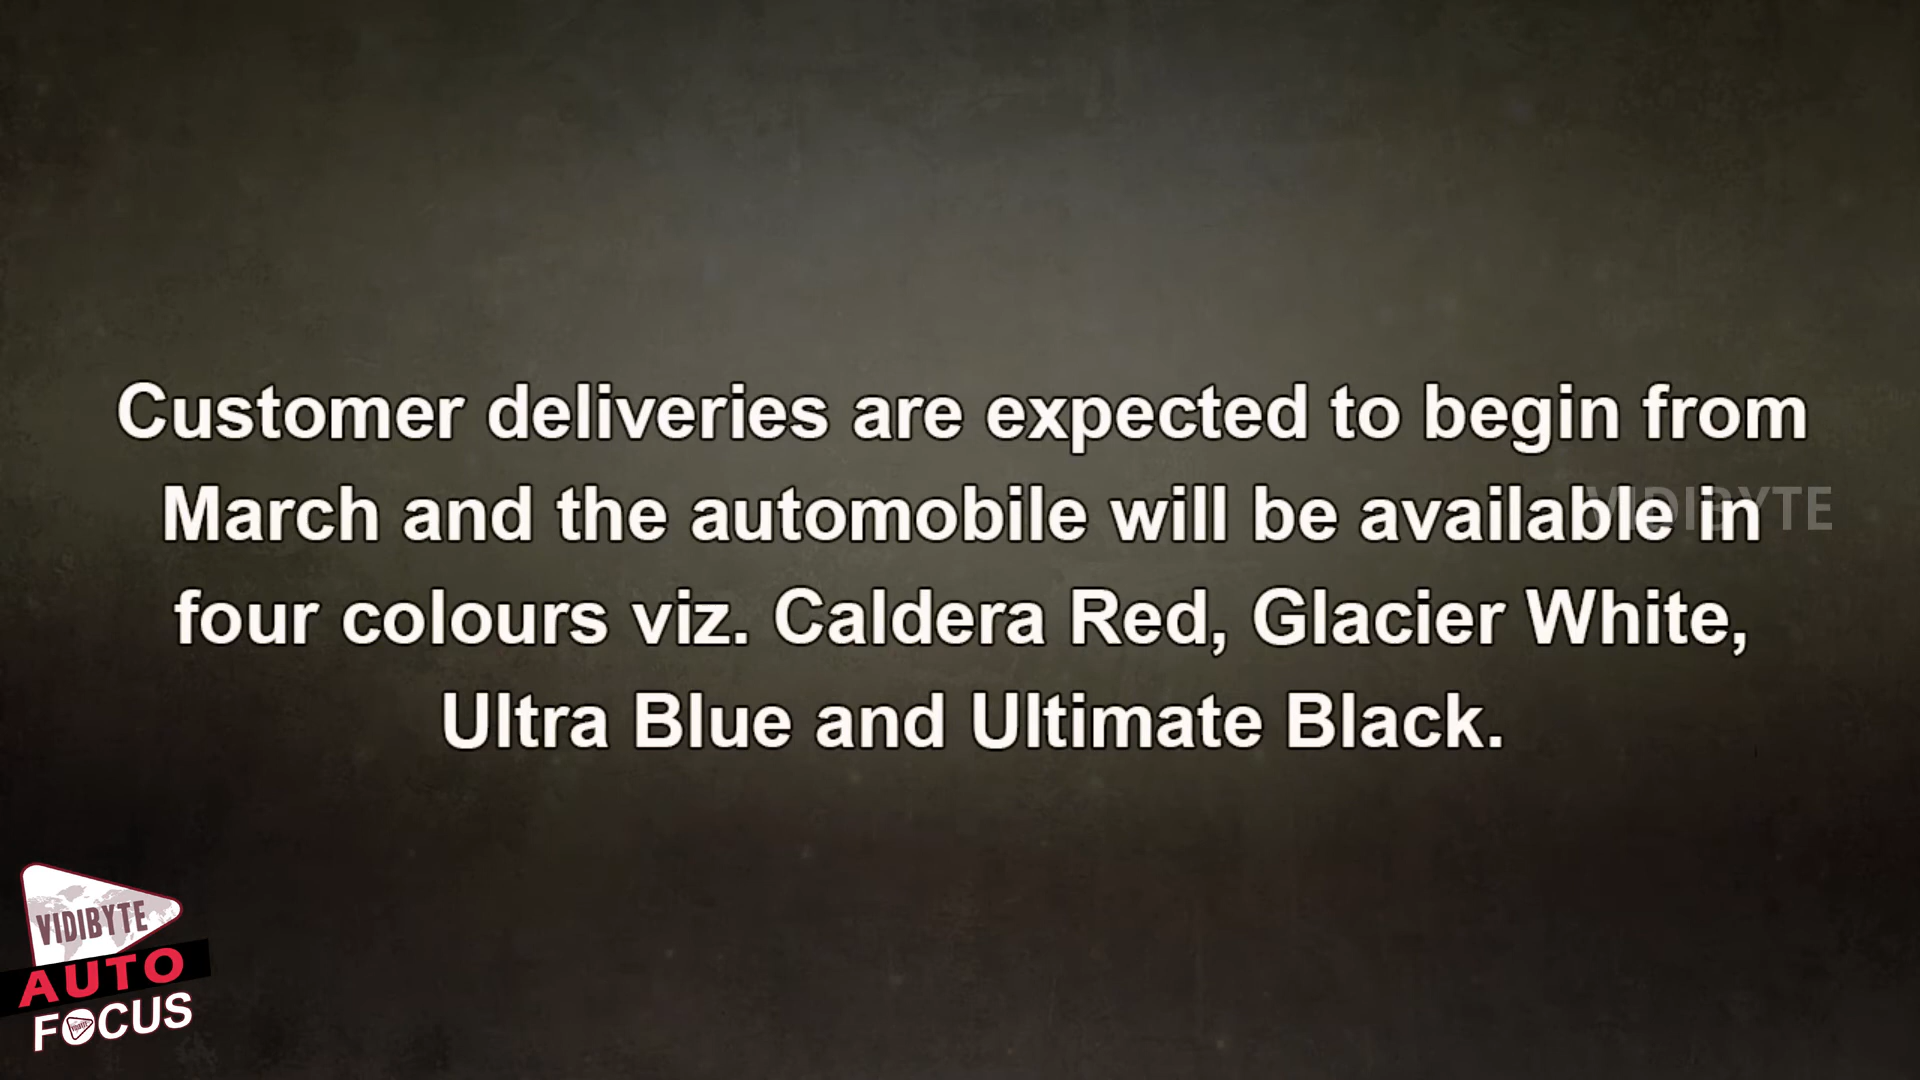 Customer deliveries are expected to begin from
March and the automobile will be available in
four colours viz. Caldera Red, Glacier White,
Ultra Blue and Ultimate Black.
VIDIBYTE
VIDIBYTE
AUTO
FOCUS